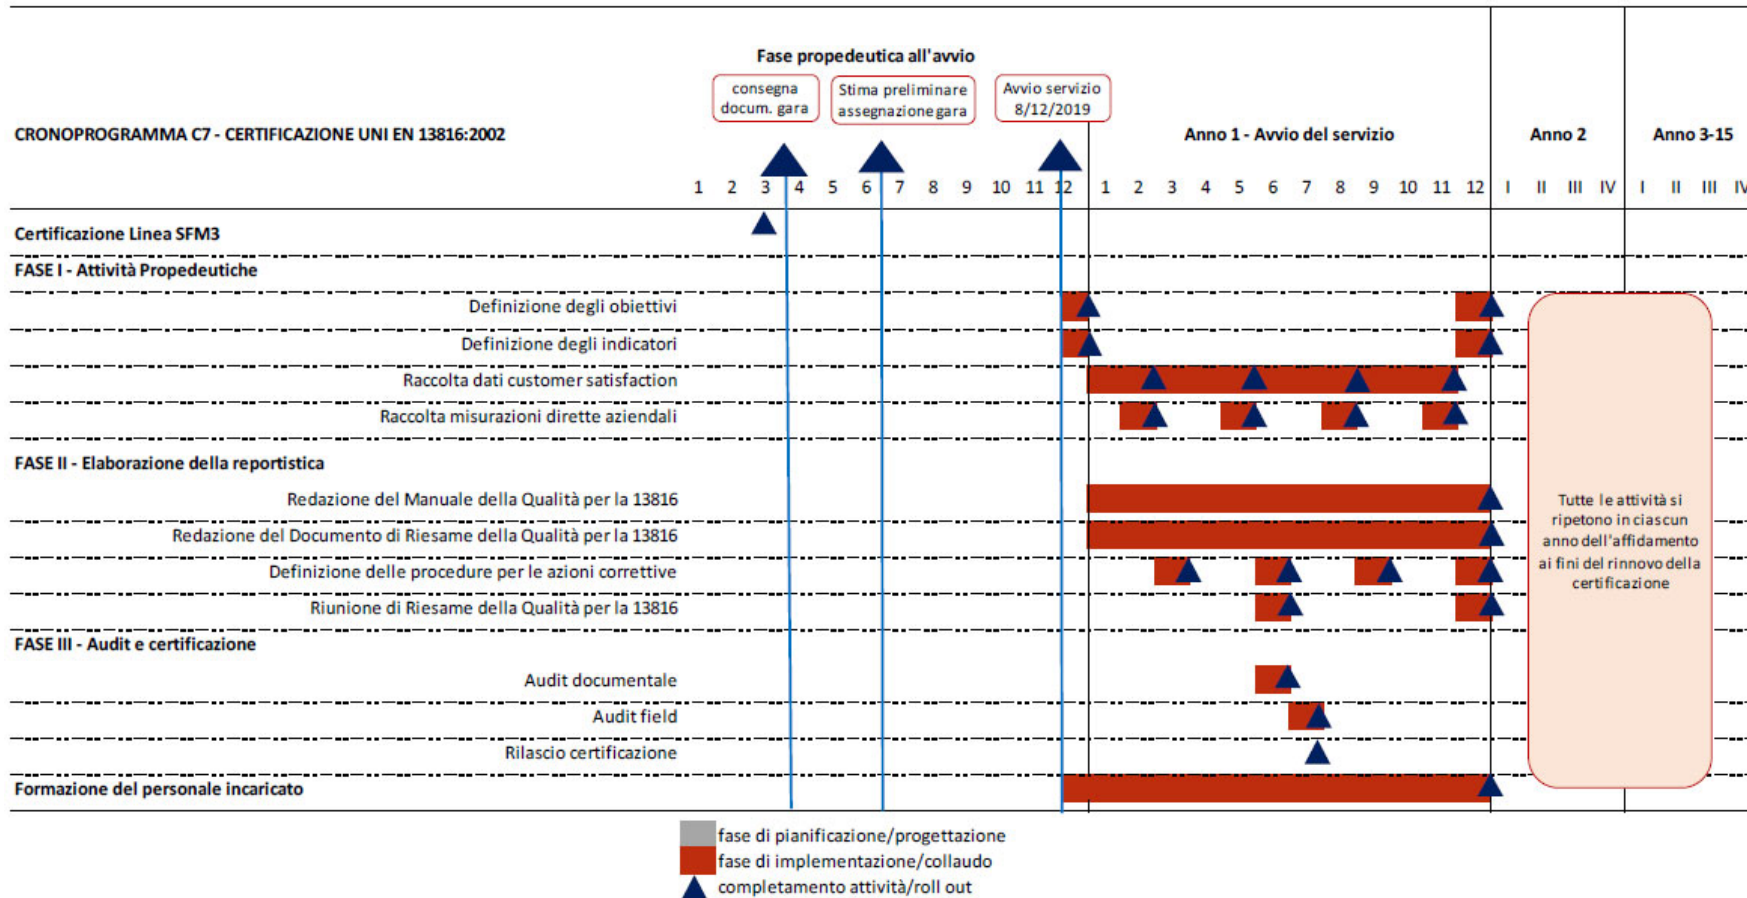 Fase propedeutica all'avvio
consegna
docum. gara
Stima preliminare
assegnazione gara
Avvio servizio
8/12/2019
CRONOPROGRAMMA C7 - CERTIFICAZIONE UNI EN 13816:2002
Anno 1 - Avvio del servizio
Anno 2
Anno 3-15
1 2 3 4 5 6 7 8 9 10 11 12 1 2 3 4 5 6 7 8 9 10 11 12 I II III IV I II III IV
Certificazione Linea SFM3
FASE I - Attività Propedeutiche
Definizione degli obiettivi
Definizione degli indicatori
Raccolta dati customer satisfaction
Raccolta misurazioni dirette aziendali
FASE II - Elaborazione della reportistica
Redazione del Manuale della Qualità per la 13816
Redazione del Documento di Riesame della Qualità per la 13816
Definizione delle procedure per le azioni correttive
Riunione di Riesame della Qualità per la 13816
FASE III - Audit e certificazione
Audit documentale
Audit field
Rilascio certificazione
Formazione del personale incaricato
Tutte le attività si
ripetono in ciascun
anno dell'affidamento
ai fini del rinnovo della
certificazione
fase di pianificazione/progettazione
fase di implementazione/collaudo
completamento attività/roll out